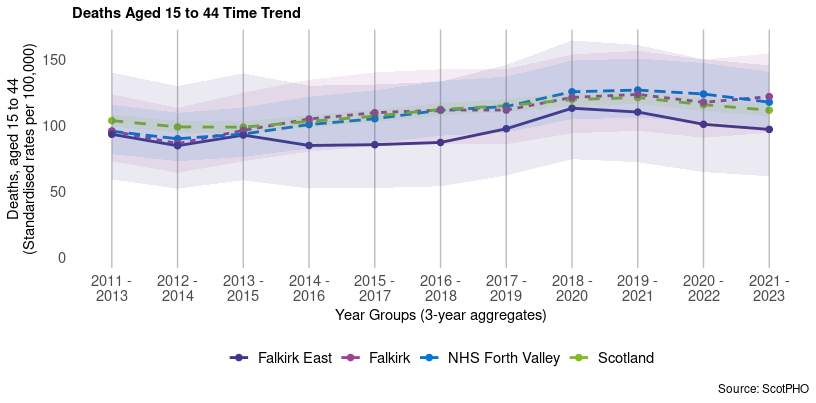 Deaths Aged 15 to 44 Time Trend
Deaths, aged 15 to 44
(Standardised rates per 100,000)
150
100
50
0
2011 -
2013
2012 -
2014
2013 -
2015
2014 -
2016
2015 -
2017
2016 -
2018
2017 -
2019
2018 -
2020
2019 -
2021
2020 -
2022
2021 -
2023
Year Groups (3-year aggregates)
Falkirk East
Falkirk
NHS Forth Valley
Scotland
Source: ScotPHO